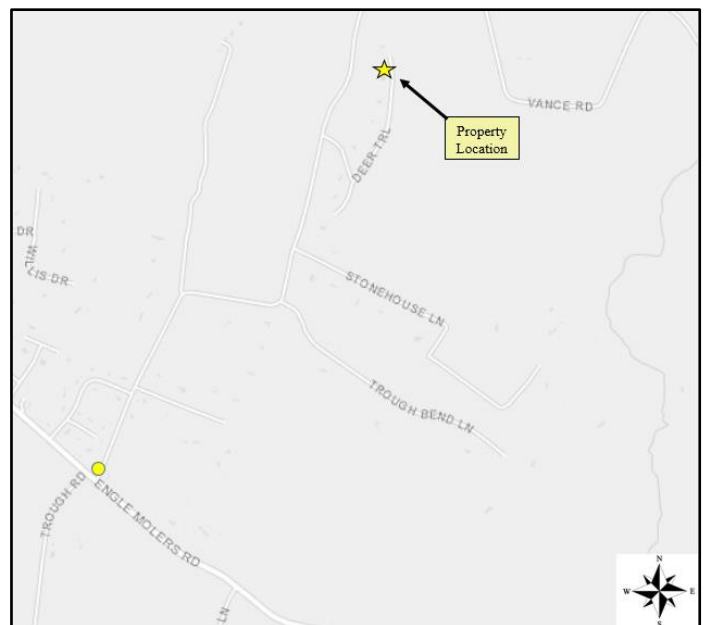 VANCE RD
Property
Location
DEER TRL
DR
WILLIS DR
STONEHOUSE LN
TROUGH BEND LN
TROUGH RD
ENGLE MOLERS RD
LN
N
W
E
S